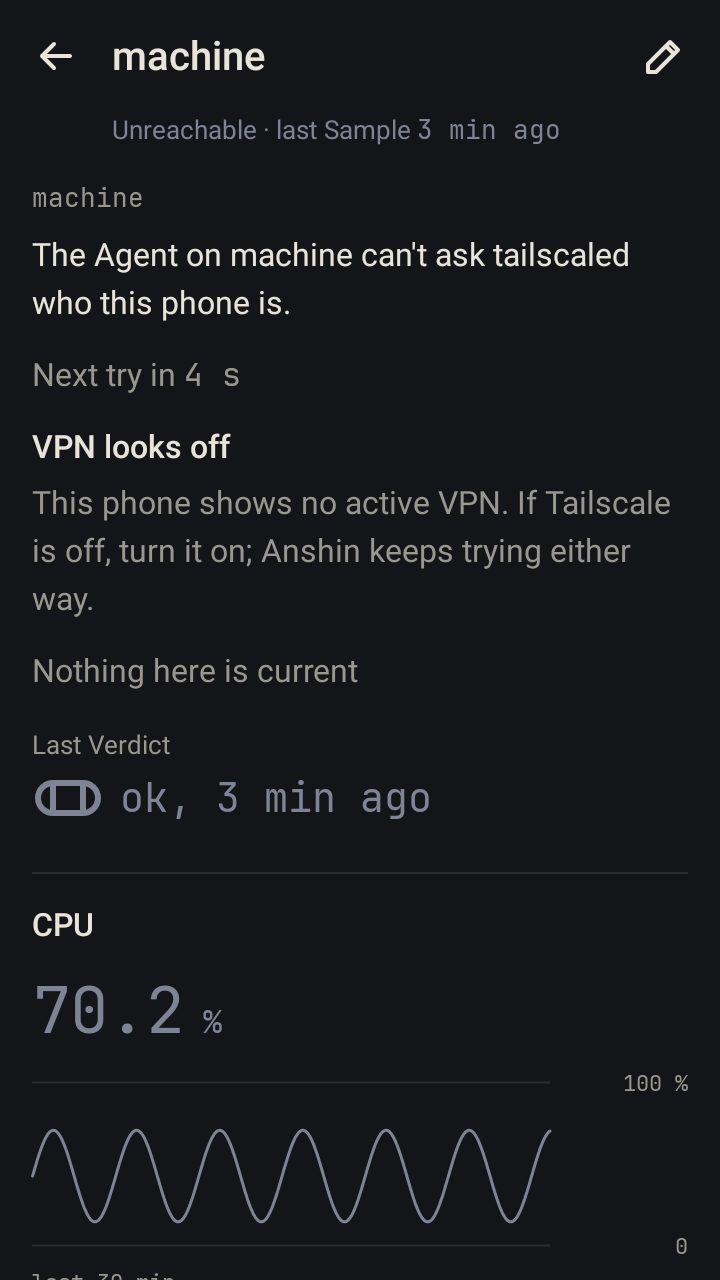 machine
Unreachable · last Sample 3 min ago
machine
The Agent on machine can't ask tailscaled
who this phone is.
Next try in 4 s
VPN looks off
This phone shows no active VPN. If Tailscale
is off, turn it on; Anshin keeps trying either
way.
Nothing here is current
Last Verdict
ok, 3 min ago
CPU
70.2 %
100 %
0